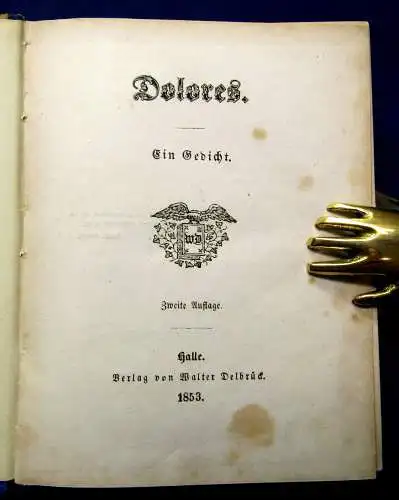 Dolores.
Ein Gedicht.
WD
Zweite Auflage.
Halle.
Verlag von Walter Delbrück.
1853.